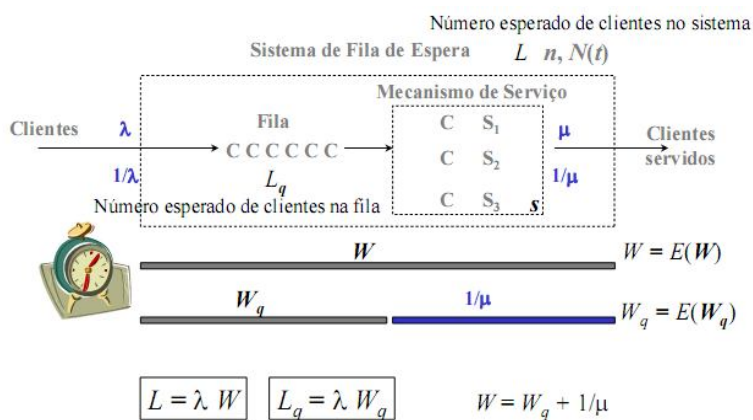 Número esperado de clientes no sistema
Sistema de Fila de Espera L n, N(t)
Mecanismo de Serviço
Clientes λ Fila C S₁ μ Clientes
C C C C C C C S₂ servidos
1/λ L_q 1/μ
C S₃ s
Número esperado de clientes na fila
W W = E(W)
W_q 1/μ W_q = E(W_q)
L = λ W L_q = λ W_q W = W_q + 1/μ